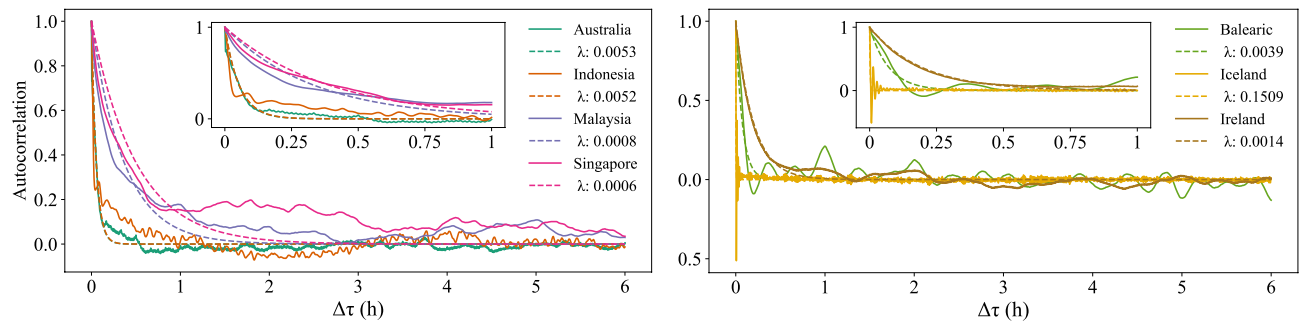 Autocorrelation
1.0
0.8
0.6
0.4
0.2
0.0
0
1
2
3
4
5
6
Δτ (h)
1
0
0
0.25
0.5
0.75
1
Australia
λ: 0.0053
Indonesia
λ: 0.0052
Malaysia
λ: 0.0008
Singapore
λ: 0.0006
1.0
0.5
0.0
0.5
0
1
2
3
4
5
6
Δτ (h)
1
0
0
0.25
0.5
0.75
1
Balearic
λ: 0.0039
Iceland
λ: 0.1509
Ireland
λ: 0.0014